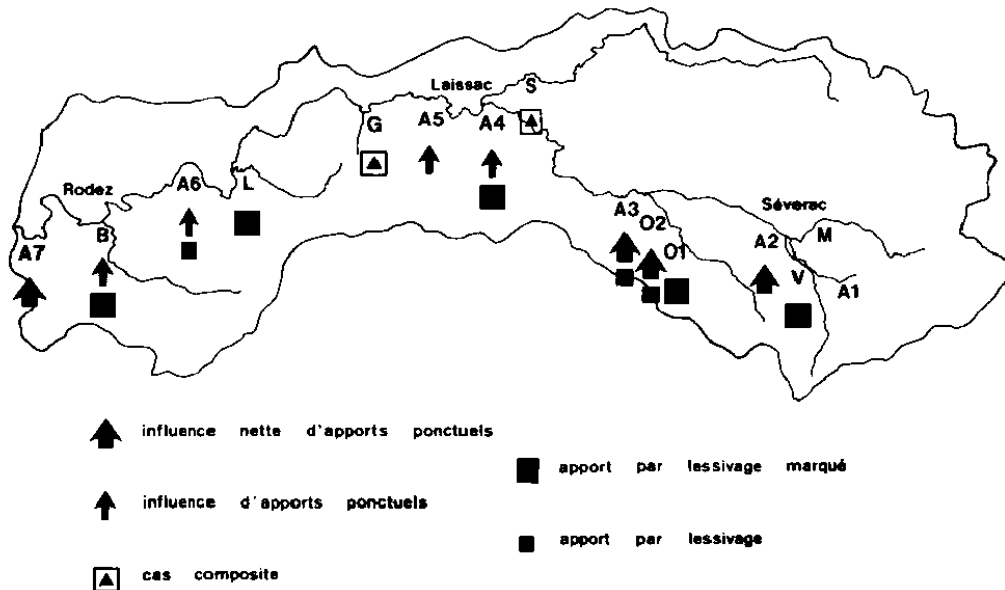 Laissac S
G A5 A4
Rodez A6 L
A3 Séverac
B O2 A2 M
A7 O1 V A1
influence nette d'apports ponctuels
apport par lessivage marqué
influence d'apports ponctuels
apport par lessivage
cas composite